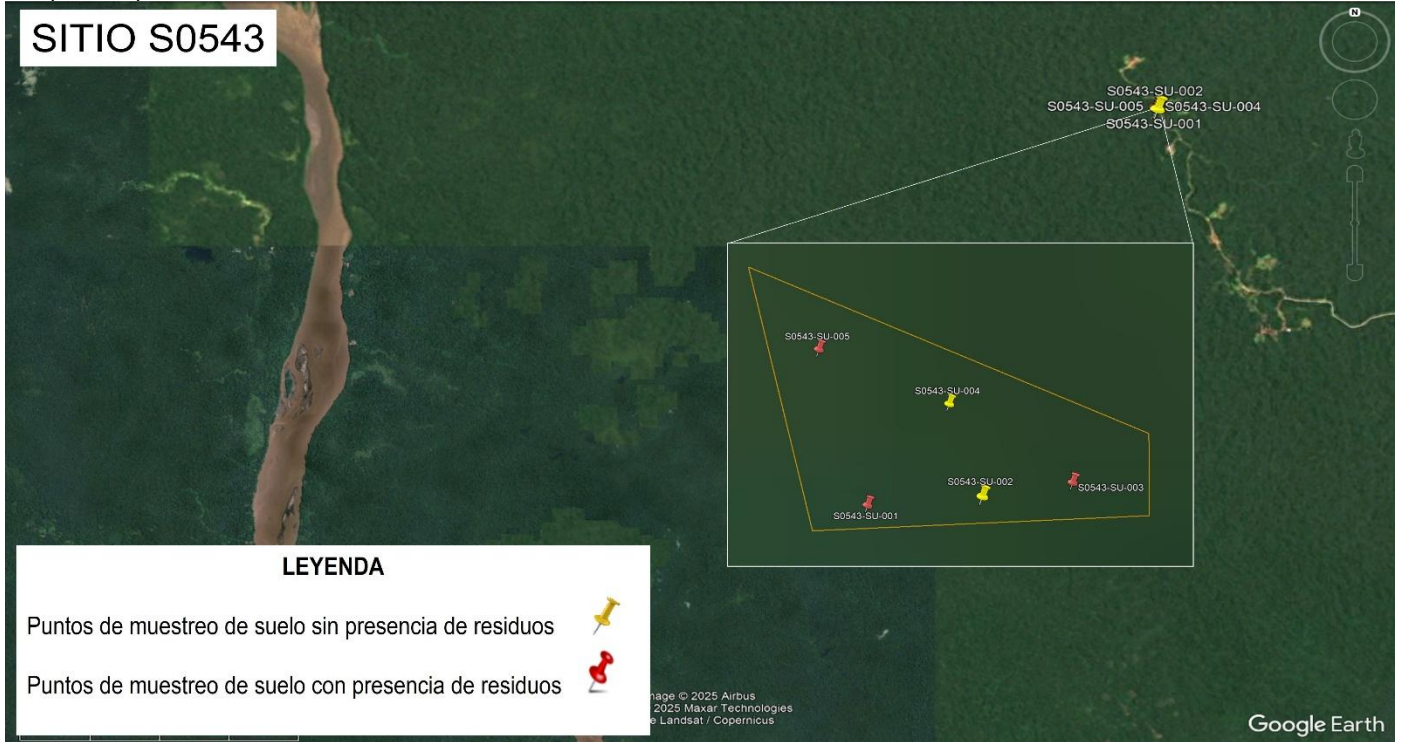 SITIO S0543
N
S0543-SU-002
S0543-SU-005 S0543-SU-004
S0543-SU-001
S0543-SU-005
S0543-SU-004
S0543-SU-002
S0543-SU-003
S0543-SU-001
LEYENDA
Puntos de muestreo de suelo sin presencia de residuos
Puntos de muestreo de suelo con presencia de residuos
© 2025 Airbus
2025 Maxar Technologies
Landsat / Copernicus
Google Earth